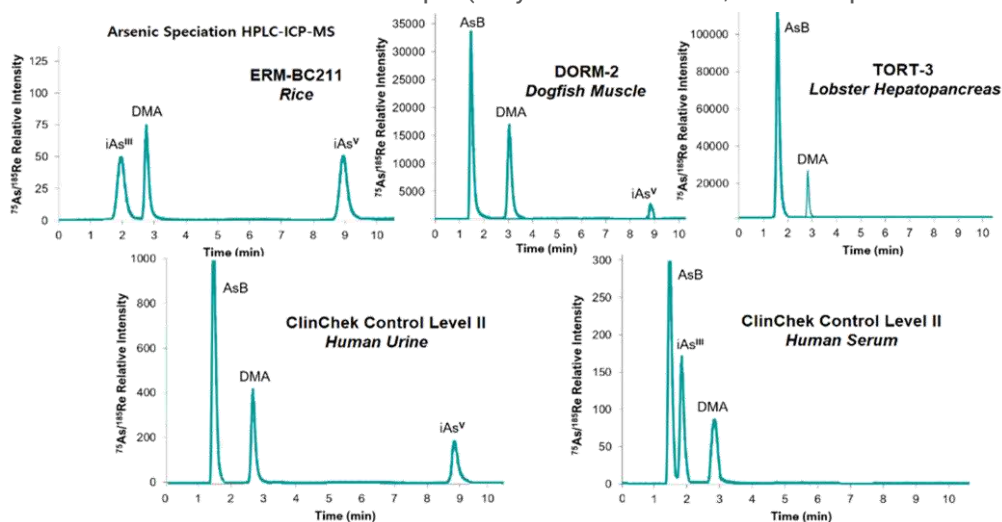 Arsenic Speciation HPLC-ICP-MS
ERM-BC211
Rice
⁷⁵As/¹⁸⁵Re Relative Intensity
125
100
75
50
25
0
iAsᴵᴵᴵ
DMA
iAsⱽ
0 1 2 3 4 5 6 7 8 9 10
Time (min)
DORM-2
Dogfish Muscle
⁷⁵As/¹⁸⁵Re Relative Intensity
35000
30000
25000
20000
15000
10000
5000
AsB
DMA
iAsⱽ
0 1 2 3 4 5 6 7 8 9 10
Time (min)
TORT-3
Lobster Hepatopancreas
⁷⁵As/¹⁸⁵Re Relative Intensity
100000
80000
60000
40000
20000
AsB
DMA
0 1 2 3 4 5 6 7 8 9 10
Time (min)
ClinChek Control Level II
Human Urine
⁷⁵As/¹⁸⁵Re Relative Intensity
1000
800
600
400
200
0
AsB
DMA
iAsⱽ
0 1 2 3 4 5 6 7 8 9 10
Time (min)
ClinChek Control Level II
Human Serum
⁷⁵As/¹⁸⁵Re Relative Intensity
300
250
200
150
100
50
0
AsB
iAsᴵᴵᴵ
DMA
0 1 2 3 4 5 6 7 8 9 10
Time (min)